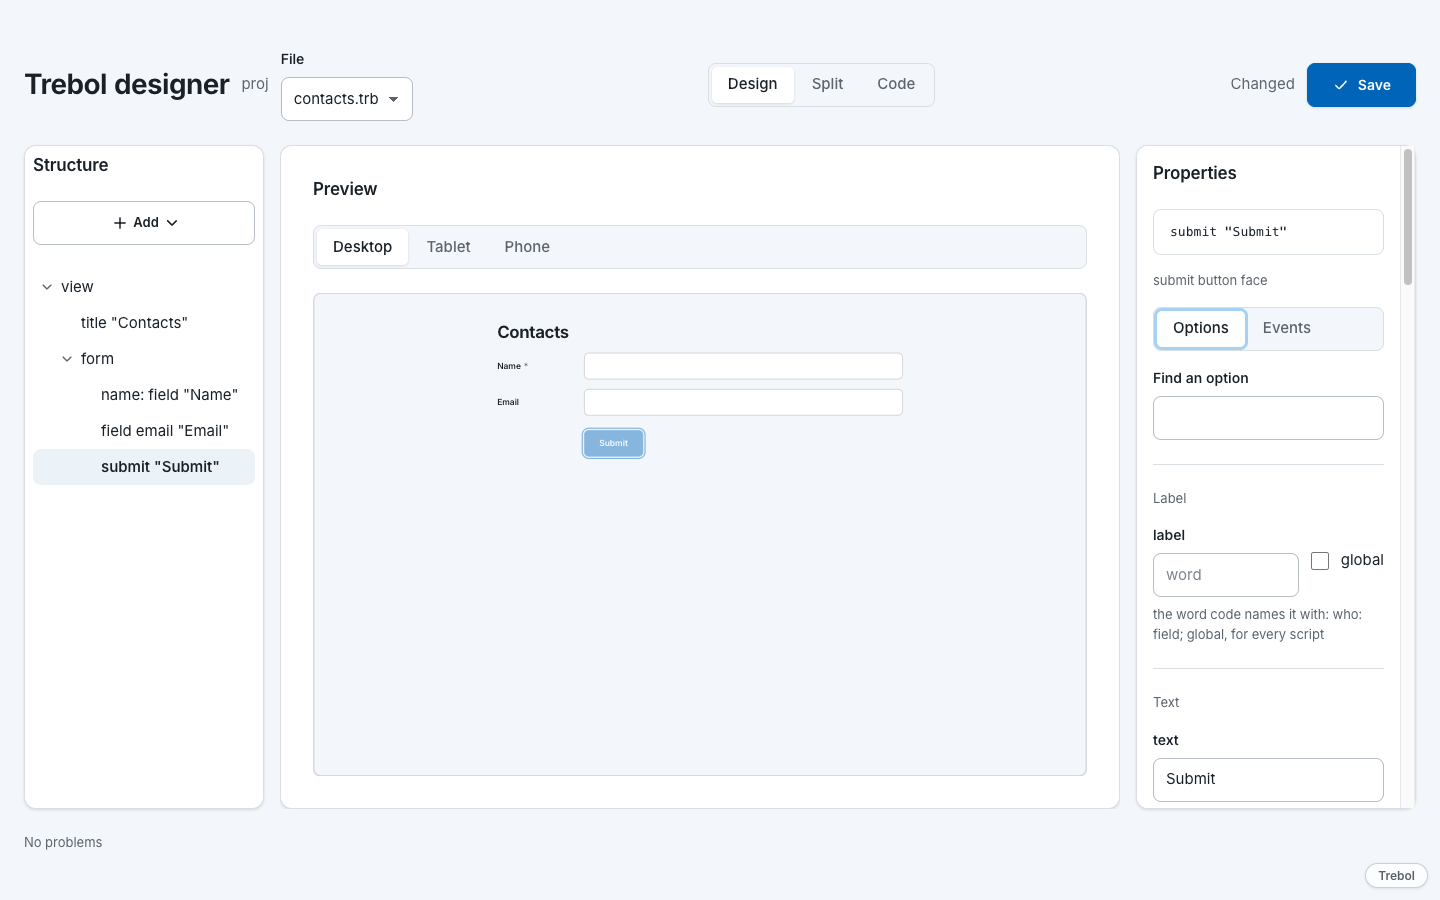 Trebol designer
proj
File
contacts.trb
Design
Split
Code
Changed
Save
Structure
Add
view
title "Contacts"
form
name: field "Name"
field email "Email"
submit "Submit"
Preview
Desktop
Tablet
Phone
Contacts
Name *
Email
Submit
Properties
submit "Submit"
submit button face
Options
Events
Find an option
Label
label
word
global
the word code names it with: who:
field; global, for every script
Text
text
Submit
No problems
Trebol